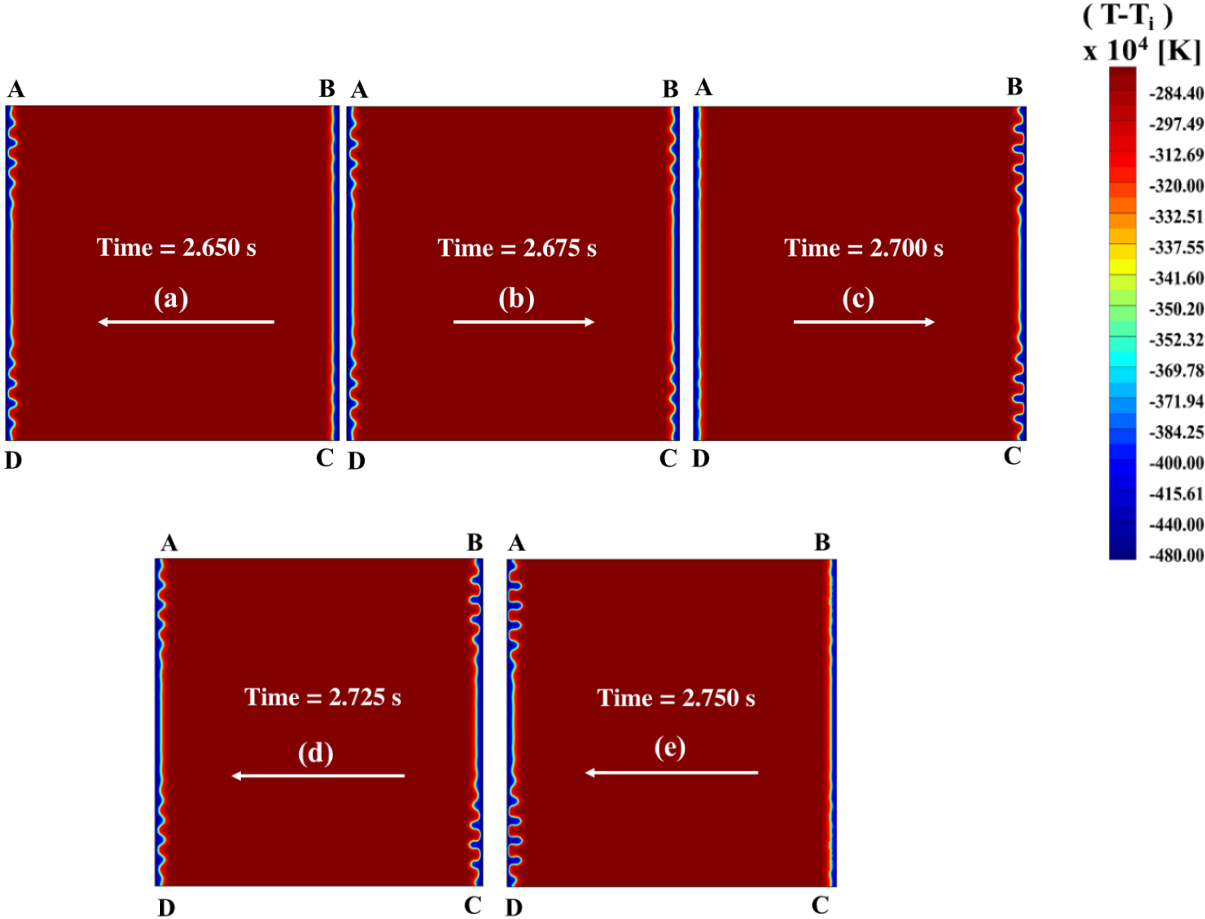 ( T-Ti )
x 10⁴ [K]
-284.40
-297.49
-312.69
-320.00
-332.51
-337.55
-341.60
-350.20
-352.32
-369.78
-371.94
-384.25
-400.00
-415.61
-440.00
-480.00
A B A B A B
Time = 2.650 s Time = 2.675 s Time = 2.700 s
(a) (b) (c)
D C D C D C
A B A B
Time = 2.725 s Time = 2.750 s
(d) (e)
D C D C